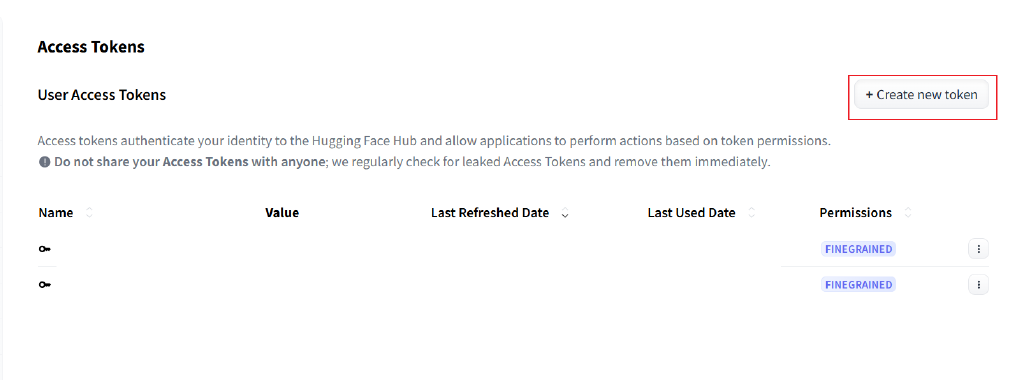 Access Tokens
User Access Tokens
+ Create new token
Access tokens authenticate your identity to the Hugging Face Hub and allow applications to perform actions based on token permissions.
Do not share your Access Tokens with anyone; we regularly check for leaked Access Tokens and remove them immediately.
Name Value Last Refreshed Date Last Used Date Permissions
FINEGRAINED
FINEGRAINED